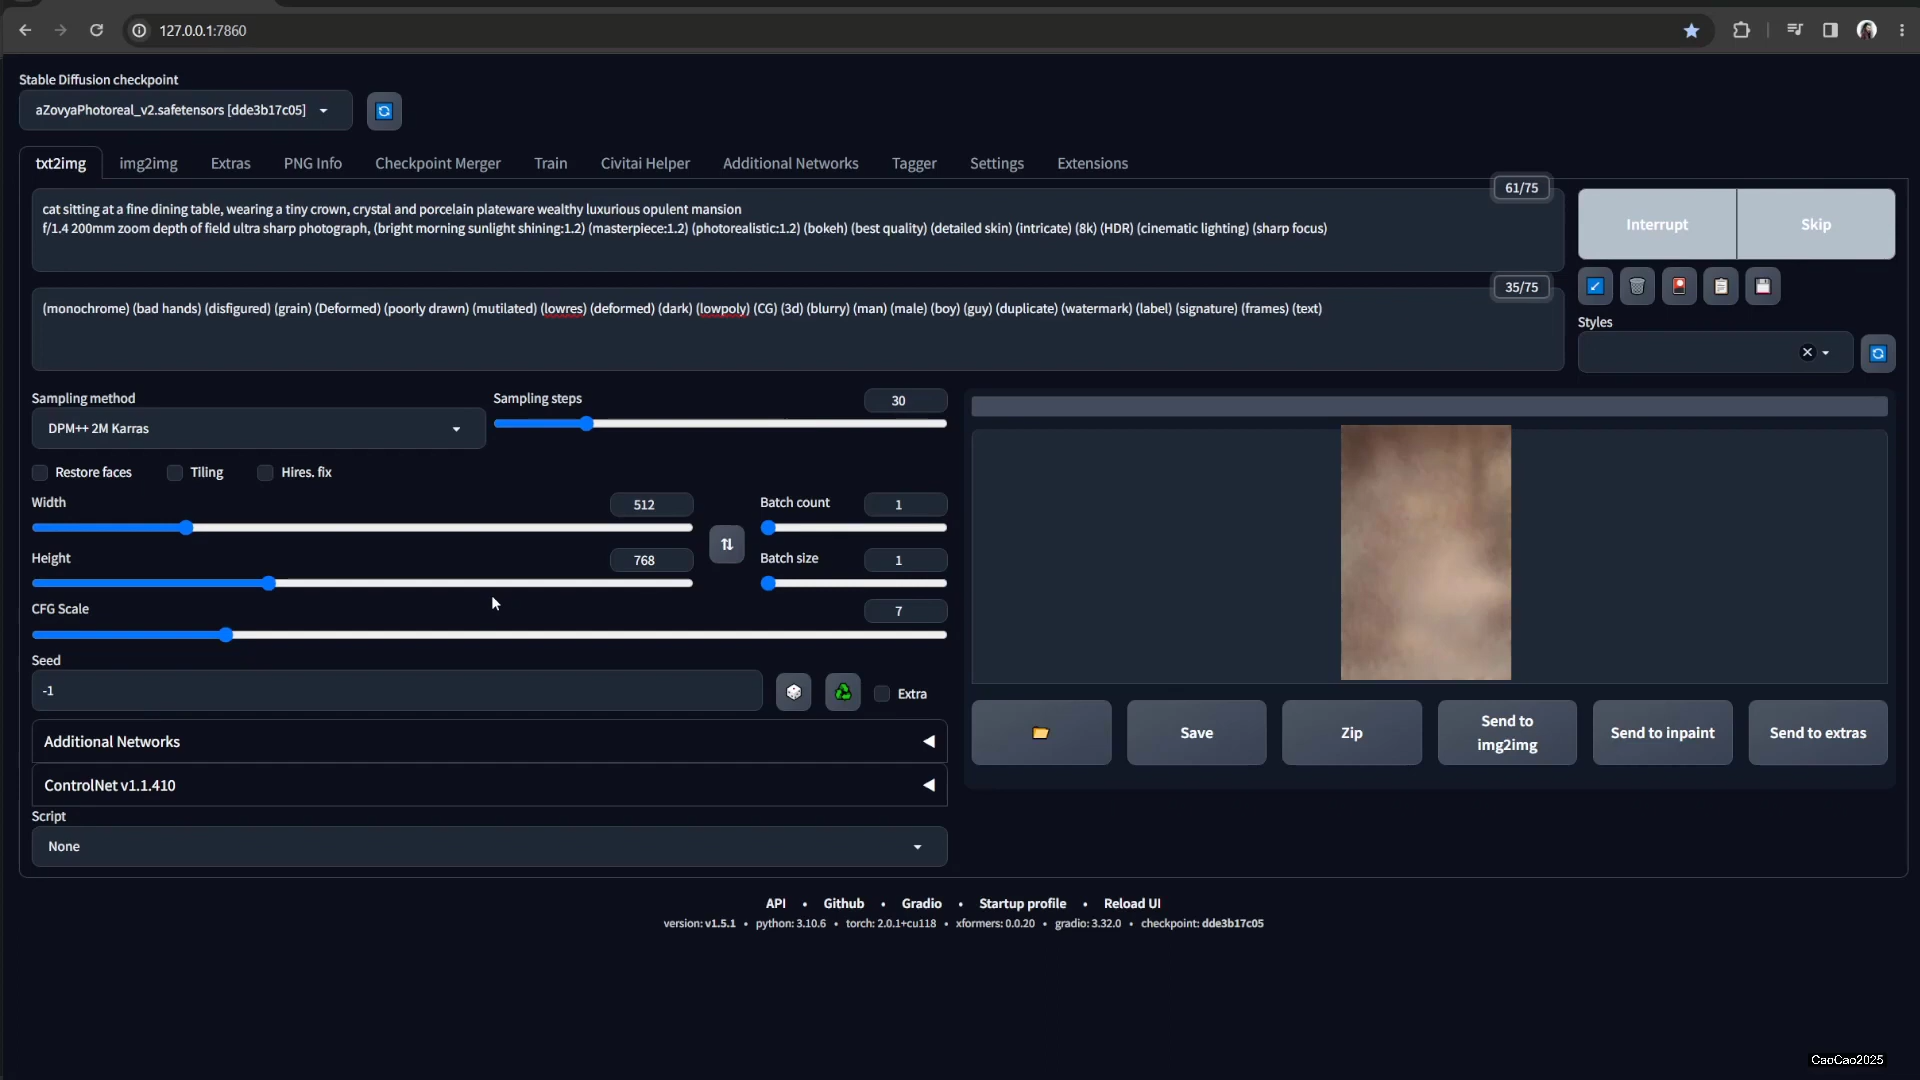 127.0.0.1:7860
Stable Diffusion checkpoint
aZovyaPhotoreal_v2.safetensors [dde3b17c05]
txt2img img2img Extras PNG Info Checkpoint Merger Train Civitai Helper Additional Networks Tagger Settings Extensions
61/75
cat sitting at a fine dining table, wearing a tiny crown, crystal and porcelain plateware wealthy luxurious opulent mansion
f/1.4 200mm zoom depth of field ultra sharp photograph, (bright morning sunlight shining:1.2) (masterpiece:1.2) (photorealistic:1.2) (bokeh) (best quality) (detailed skin) (intricate) (8k) (HDR) (cinematic lighting) (sharp focus)
Interrupt Skip
35/75
(monochrome) (bad hands) (disfigured) (grain) (Deformed) (poorly drawn) (mutilated) (lowres) (deformed) (dark) (lowpoly) (CG) (3d) (blurry) (man) (male) (boy) (guy) (duplicate) (watermark) (label) (signature) (frames) (text)
Styles
Sampling method
DPM++ 2M Karras
Sampling steps 30
Restore faces Tiling Hires. fix
Width 512
Batch count 1
Height 768
Batch size 1
CFG Scale 7
Seed
-1
Extra
Additional Networks
ControlNet v1.1.410
Script
None
Save
Zip
Send to
img2img
Send to inpaint
Send to extras
API • Github • Gradio • Startup profile • Reload UI
version: v1.5.1 • python: 3.10.6 • torch: 2.0.1+cu118 • xformers: 0.0.20 • gradio: 3.32.0 • checkpoint: dde3b17c05
CaoCao2025